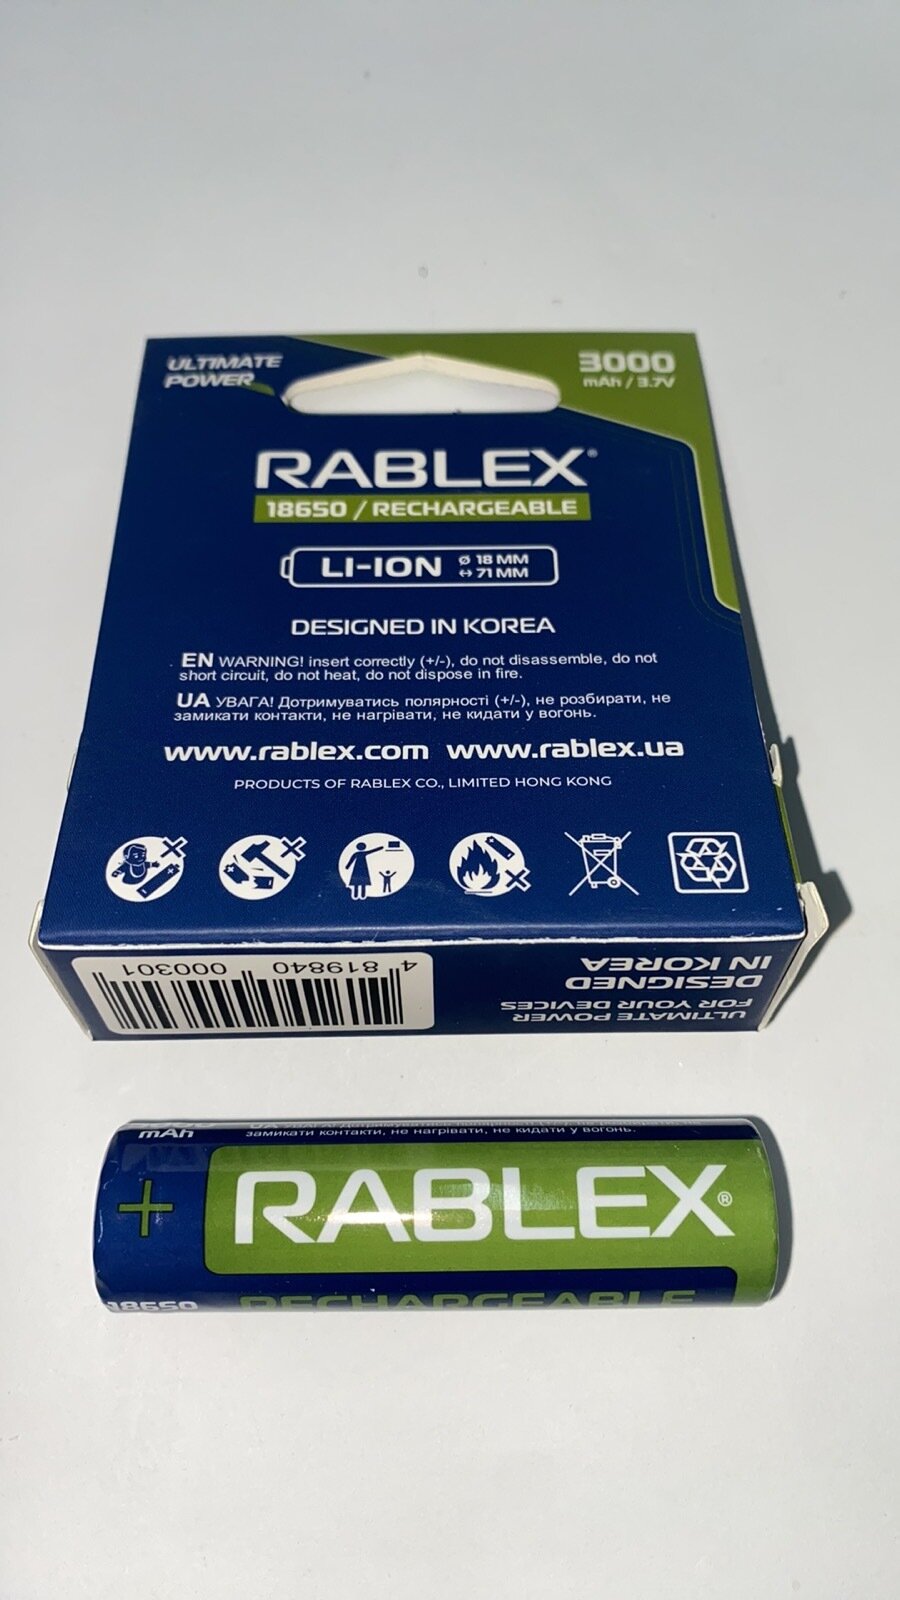 ULTIMATE
POWER
3000
mAh / 3.7V
RABLEX®
18650 / RECHARGEABLE
LI-ION
Ø 18 MM
↔ 71 MM
DESIGNED IN KOREA
EN WARNING! insert correctly (+/-), do not disassemble, do not
short circuit, do not heat, do not dispose in fire.
UA УВАГА! Дотримуватись полярності (+/-), не розбирати, не
замикати контакти, не нагрівати, не кидати у вогонь.
www.rablex.com www.rablex.ua
PRODUCTS OF RABLEX CO., LIMITED HONG KONG
4 819840 000301
ULTIMATE POWER
FOR YOUR DEVICES
DESIGNED
IN KOREA
mAh
замикати контакти, не нагрівати, не кидати у вогонь.
+
RABLEX®
18650
RECHARGEABLE